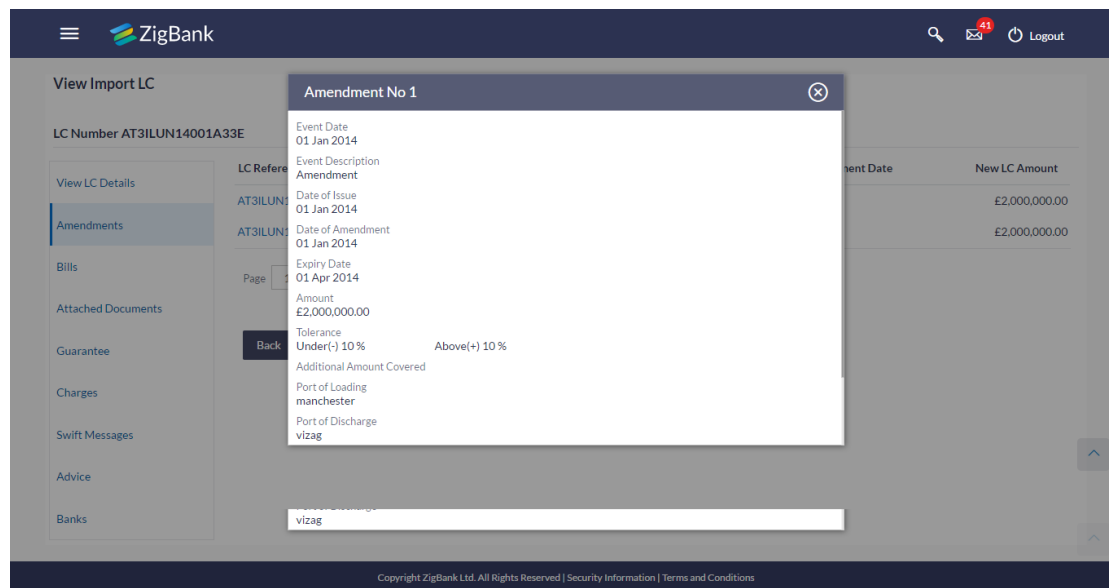 ZigBank
41
Logout
View Import LC
LC Number AT3ILUN14001A33E
View LC Details
Amendments
Bills
Attached Documents
Guarantee
Charges
Swift Messages
Advice
Banks
LC Refere
ment Date
New LC Amount
AT3ILUN1
£2,000,000.00
AT3ILUN1
£2,000,000.00
Page 1
Back
Amendment No 1
Event Date
01 Jan 2014
Event Description
Amendment
Date of Issue
01 Jan 2014
Date of Amendment
01 Jan 2014
Expiry Date
01 Apr 2014
Amount
£2,000,000.00
Tolerance
Under(-) 10 % Above(+) 10 %
Additional Amount Covered
Port of Loading
manchester
Port of Discharge
vizag
vizag
Copyright ZigBank Ltd. All Rights Reserved | Security Information | Terms and Conditions